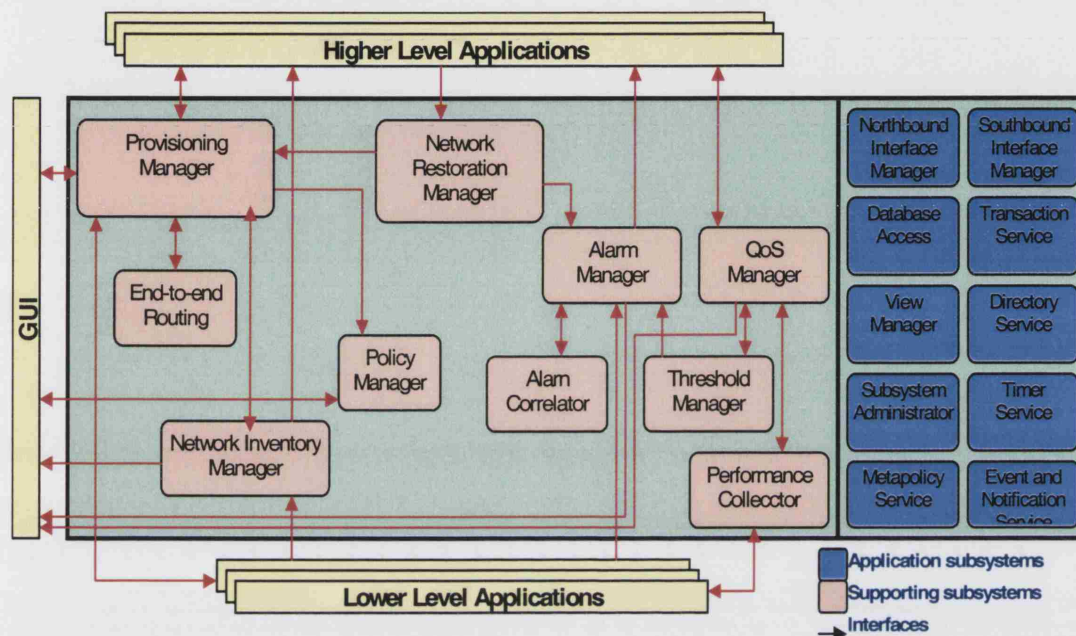 Higher Level Applications
GUI
Provisioning
Manager
Network
Restoration
Manager
Alarm
Manager
QoS
Manager
End-to-end
Routing
Policy
Manager
Alarn
Correlator
Threshold
Manager
Network Inventory
Manager
Performance
Collecctor
Lower Level Applications
Northbound
Interface
Manager
Southbound
Interface
Manager
Database
Access
Transaction
Service
View
Manager
Directory
Service
Subsystem
Administrator
Timer
Service
Metapolicy
Service
Event and
Notification
Service
Application subsystems
Supporting subsystems
Interfaces